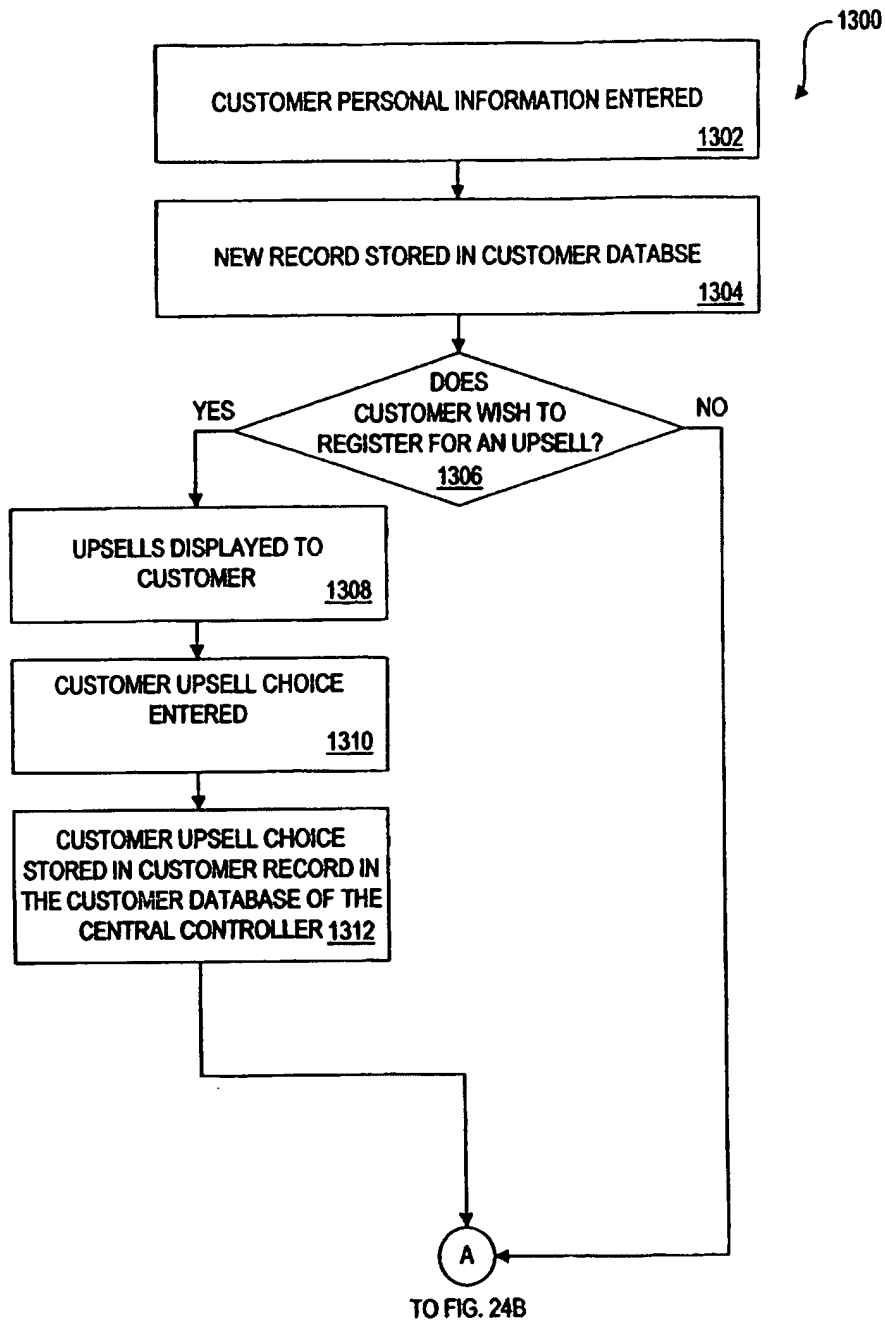 1300
CUSTOMER PERSONAL INFORMATION ENTERED
1302
NEW RECORD STORED IN CUSTOMER DATABSE
1304
DOES
CUSTOMER WISH TO
REGISTER FOR AN UPSELL?
1306
YES
NO
UPSELLS DISPLAYED TO
CUSTOMER
1308
CUSTOMER UPSELL CHOICE
ENTERED
1310
CUSTOMER UPSELL CHOICE
STORED IN CUSTOMER RECORD IN
THE CUSTOMER DATABASE OF THE
CENTRAL CONTROLLER 1312
A
TO FIG. 24B